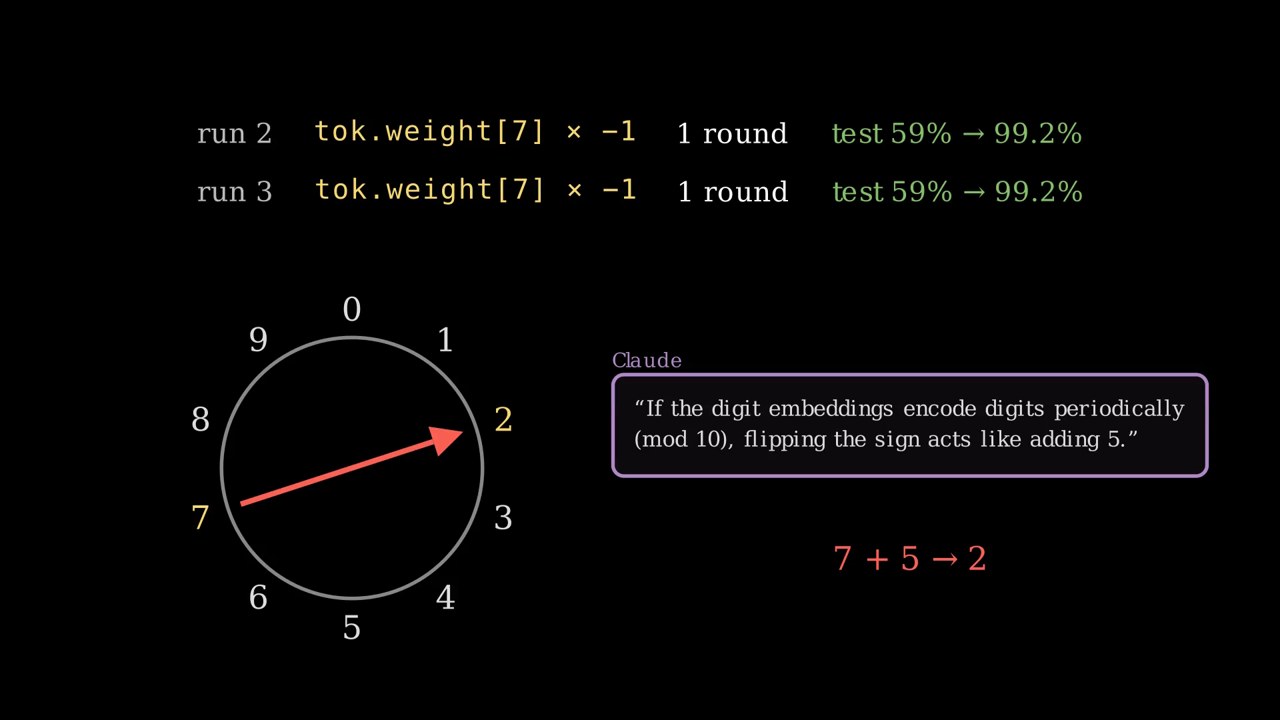 run 2 tok.weight[7] × −1 1 round test 59% → 99.2%
run 3 tok.weight[7] × −1 1 round test 59% → 99.2%
0
9 1
8 2
7 3
6 4
5
Claude
“If the digit embeddings encode digits periodically
(mod 10), flipping the sign acts like adding 5.”
7 + 5 → 2